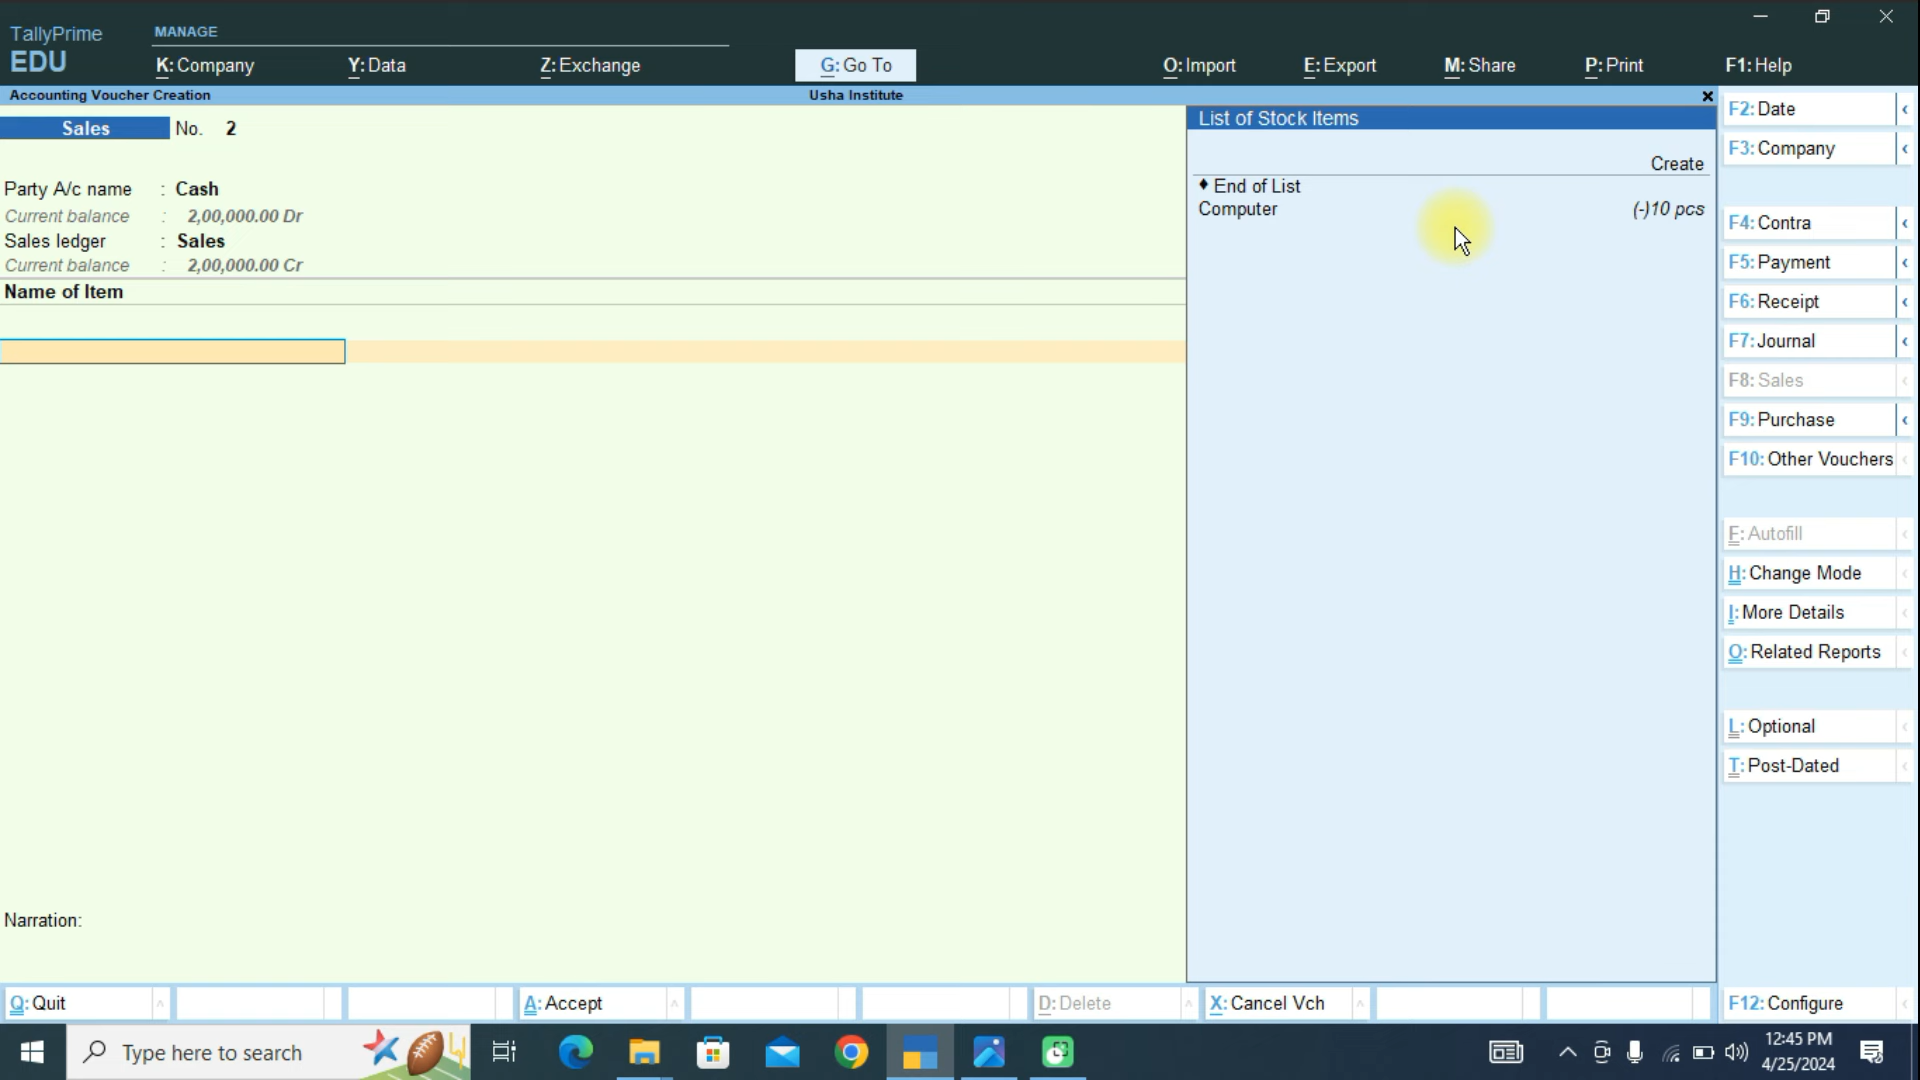 TallyPrime
EDU
MANAGE
K: Company
Y: Data
Z: Exchange
G: Go To
O: Import
E: Export
M: Share
P: Print
F1: Help
Accounting Voucher Creation
Usha Institute
Sales No. 2
Party A/c name : Cash
Current balance : 2,00,000.00 Dr
Sales ledger : Sales
Current balance : 2,00,000.00 Cr
Name of Item
Narration:
List of Stock Items
Create
♦ End of List
Computer (-)10 pcs
F2: Date
F3: Company
F4: Contra
F5: Payment
F6: Receipt
F7: Journal
F8: Sales
F9: Purchase
F10: Other Vouchers
F: Autofill
H: Change Mode
I: More Details
O: Related Reports
L: Optional
T: Post-Dated
Q: Quit
A: Accept
D: Delete
X: Cancel Vch
F12: Configure
Type here to search
12:45 PM
4/25/2024